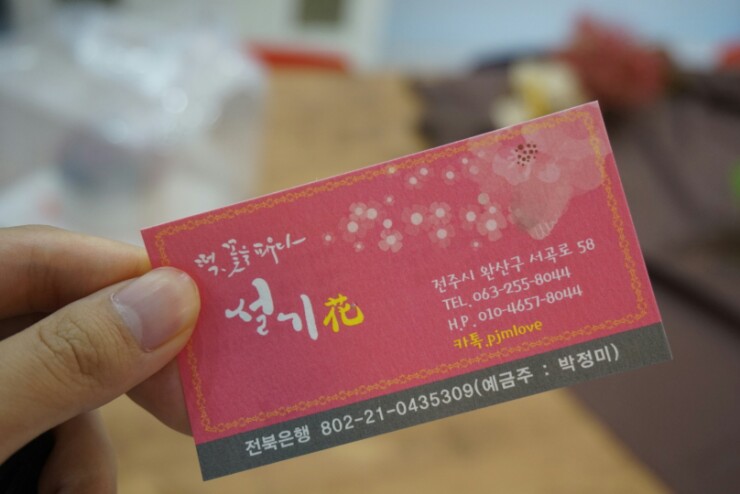 떡, 꽃을 피우다
설기花
전주시 완산구 서곡로 58
TEL. 063-255-8044
H.P. 010-4657-8044
카톡.pjmlove
전북은행 802-21-0435309(예금주 : 박정미)